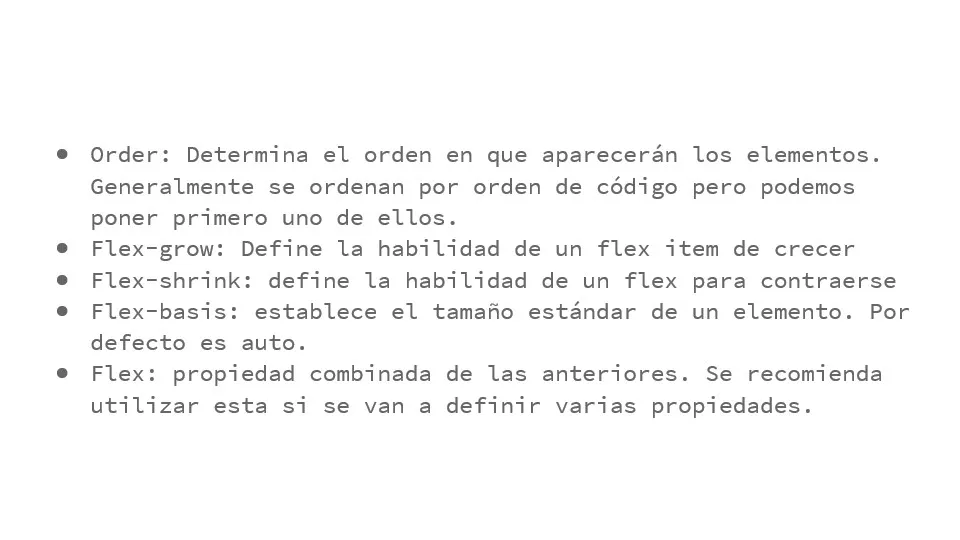 ● Order: Determina el orden en que aparecerán los elementos.
Generalmente se ordenan por orden de código pero podemos
poner primero uno de ellos.
● Flex-grow: Define la habilidad de un flex item de crecer
● Flex-shrink: define la habilidad de un flex para contraerse
● Flex-basis: establece el tamaño estándar de un elemento. Por
defecto es auto.
● Flex: propiedad combinada de las anteriores. Se recomienda
utilizar esta si se van a definir varias propiedades.